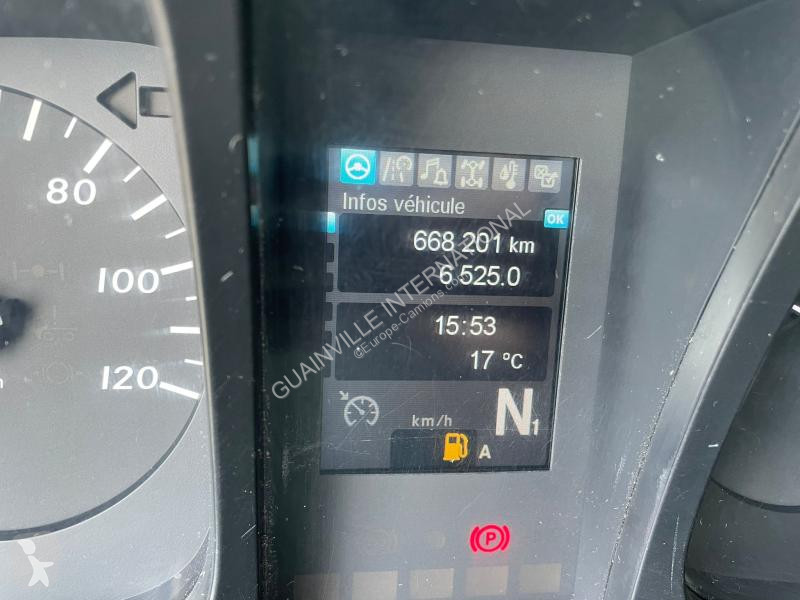 80
100
120
Infos véhicule
OK
668 201 km
6 525.0
15:53
17 °C
km/h
N1
A
P
GUAINVILLE INTERNATIONAL
©Europe-Camions.com